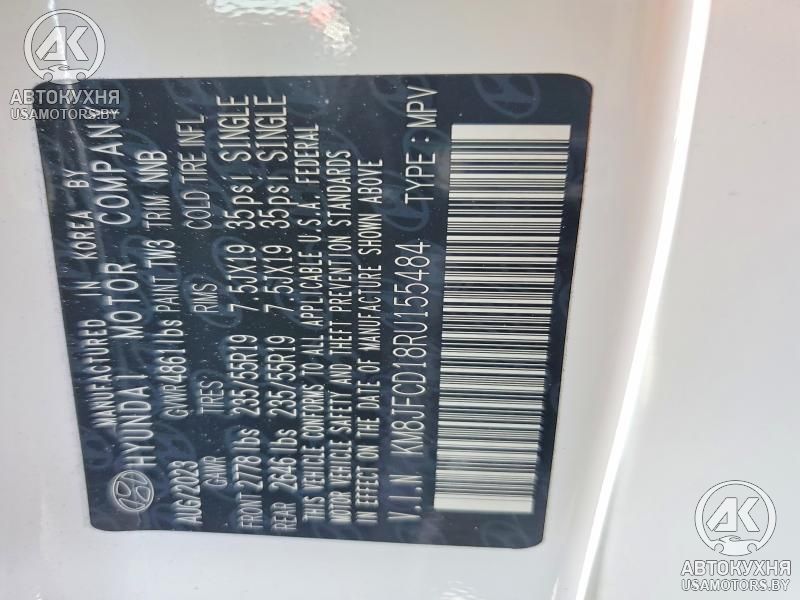 АВТОКУХНЯ
USAMOTORS.BY
MANUFACTURED IN KOREA BY
HYUNDAI MOTOR COMPANY
AUG/2023 GVWR 4861 lbs PAINT TW3 TRIM NNB
GAWR TIRES RIMS COLD TIRE INFL
FRONT 2778 lbs 235/55R19 7.5JX19 35psi SINGLE
REAR 2646 lbs 235/55R19 7.5JX19 35psi SINGLE
THIS VEHICLE CONFORMS TO ALL APPLICABLE U.S.A. FEDERAL
MOTOR VEHICLE SAFETY AND THEFT PREVENTION STANDARDS
IN EFFECT ON THE DATE OF MANUFACTURE SHOWN ABOVE
V.I.N KM8JFCD18RU155484 TYPE : MPV
АВТОКУХНЯ
USAMOTORS.BY